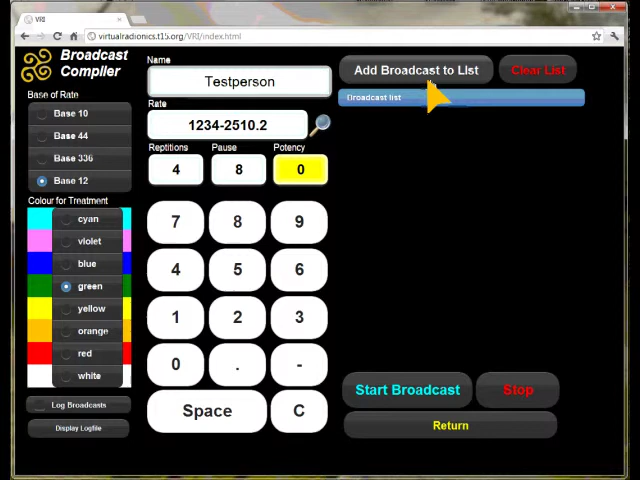 VRI
virtualradionics.t15.org/VRI/index.html
Broadcast
Compiler
Base of Rate
Base 10
Base 44
Base 336
Base 12
Colour for Treatment
cyan
violet
blue
green
yellow
orange
red
white
Log Broadcasts
Display Logfile
Name
Testperson
Rate
1234-2510.2
Reptitions Pause Potency
4 8 0
7 8 9
4 5 6
1 2 3
0 . -
Space C
Add Broadcast to List Clear List
Broadcast list
Start Broadcast Stop
Return